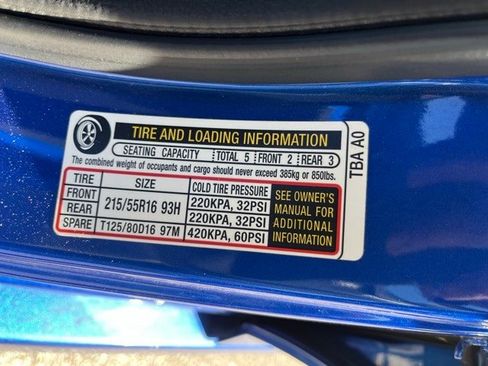 TIRE AND LOADING INFORMATION
SEATING CAPACITY TOTAL 5 FRONT 2 REAR 3
The combined weight of occupants and cargo should never exceed 385kg or 850lbs.
TIRE SIZE COLD TIRE PRESSURE
FRONT 215/55R16 93H 220KPA, 32PSI
REAR 220KPA, 32PSI
SPARE T125/80D16 97M 420KPA, 60PSI
SEE OWNER'S
MANUAL FOR
ADDITIONAL
INFORMATION
TBA A0